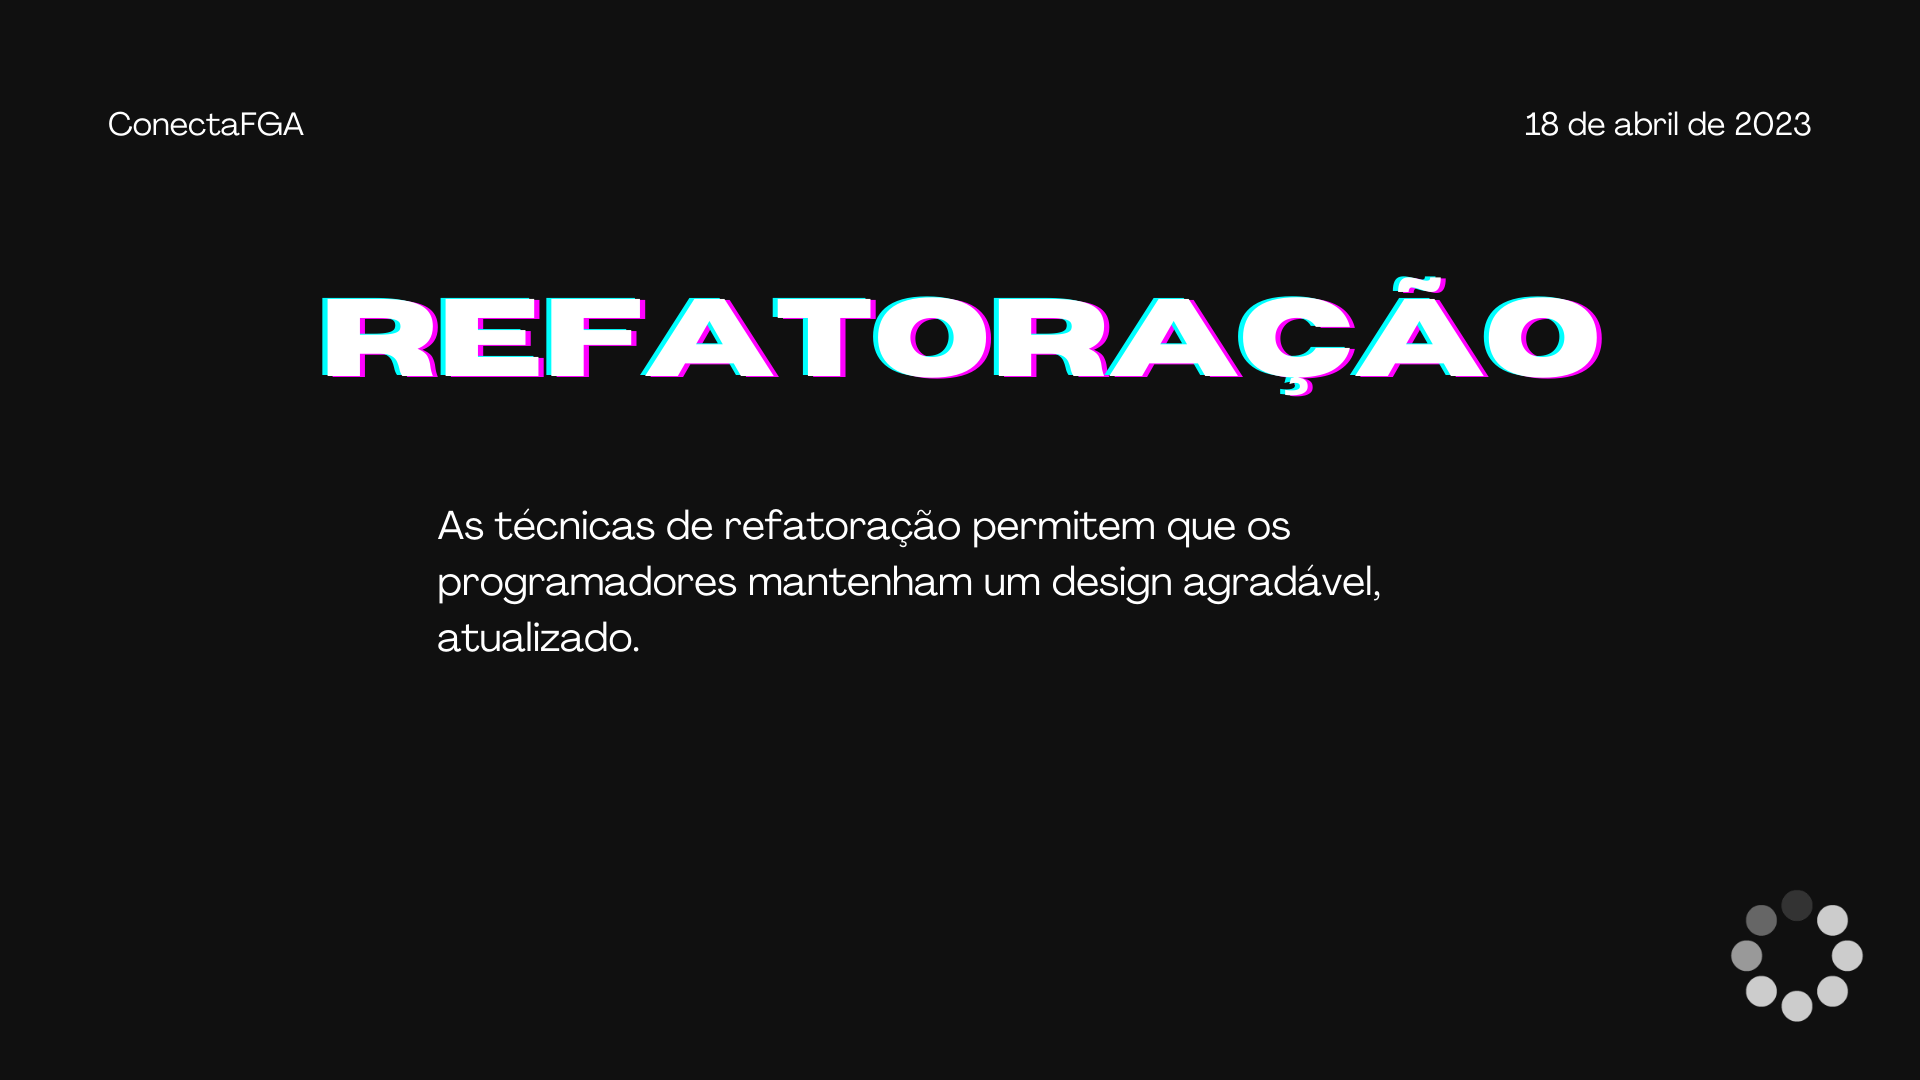 ConectaFGA
18 de abril de 2023
REFATORAÇÃO
As técnicas de refatoração permitem que os
programadores mantenham um design agradável,
atualizado.